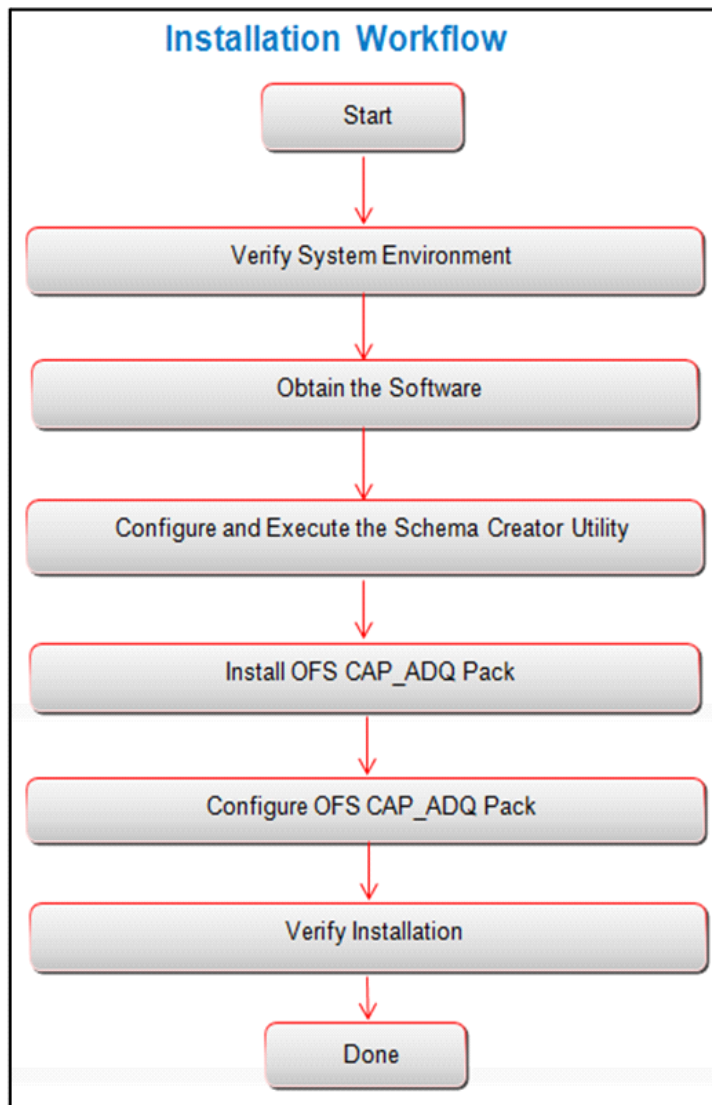 Installation Workflow
Start
Verify System Environment
Obtain the Software
Configure and Execute the Schema Creator Utility
Install OFS CAP_ADQ Pack
Configure OFS CAP_ADQ Pack
Verify Installation
Done